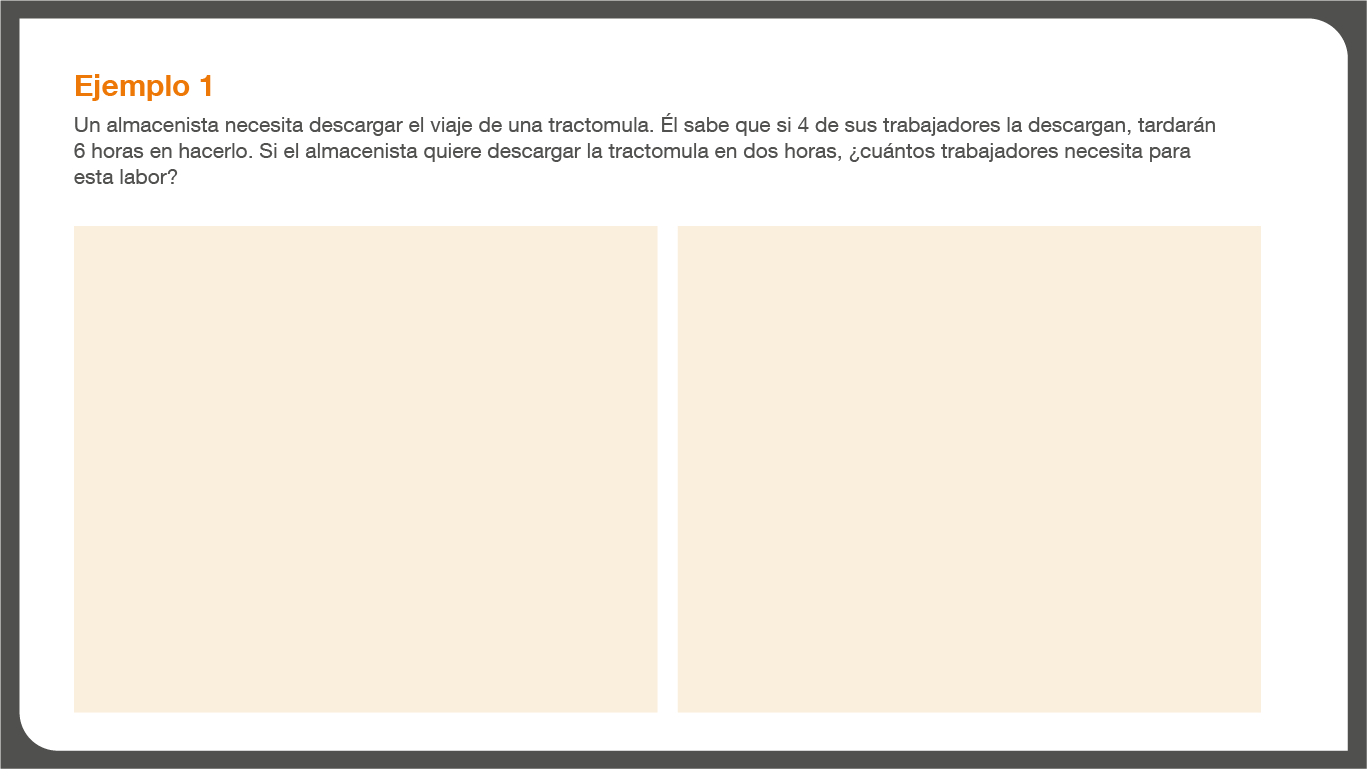 Ejemplo 1
Un almacenista necesita descargar el viaje de una tractomula. Él sabe que si 4 de sus trabajadores la descargan, tardarán
6 horas en hacerlo. Si el almacenista quiere descargar la tractomula en dos horas, ¿cuántos trabajadores necesita para
esta labor?